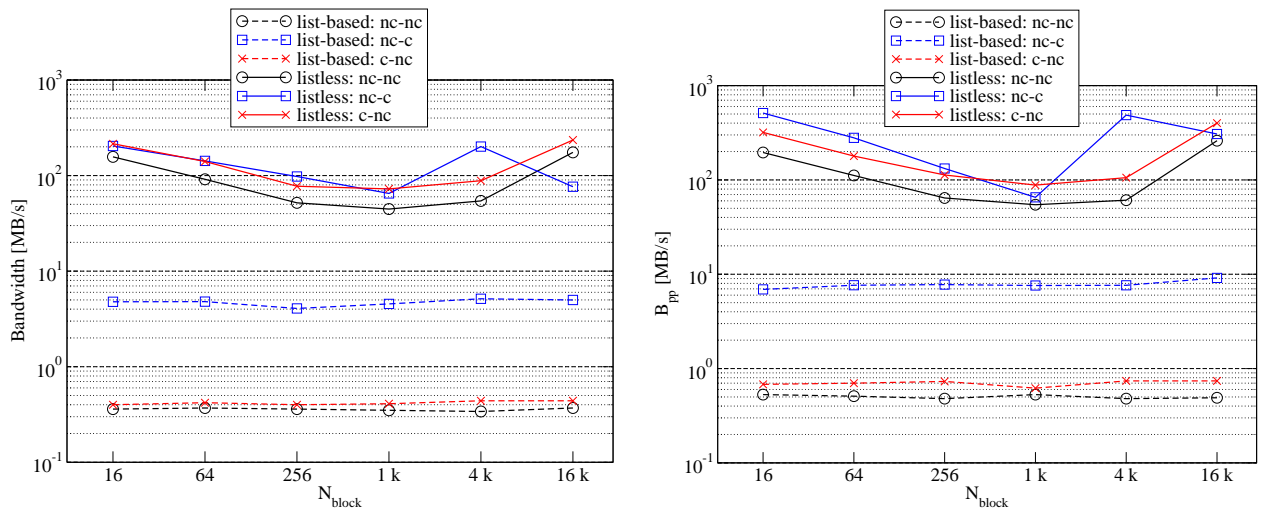 list-based: nc-nc
list-based: nc-c
list-based: c-nc
listless: nc-nc
listless: nc-c
listless: c-nc
10^3
10^2
10^1
10^0
10^-1
Bandwidth [MB/s]
16 64 256 1 k 4 k 16 k
N_block
list-based: nc-nc
list-based: nc-c
list-based: c-nc
listless: nc-nc
listless: nc-c
listless: c-nc
10^3
10^2
10^1
10^0
10^-1
B_pp [MB/s]
16 64 256 1 k 4 k 16 k
N_block